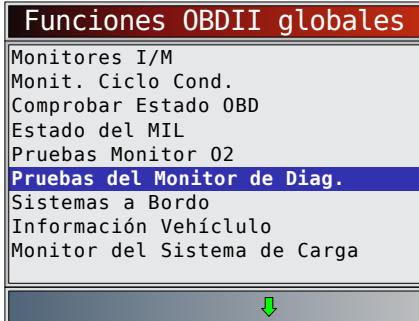 Funciones OBDII globales
Monitores I/M
Monit. Ciclo Cond.
Comprobar Estado OBD
Estado del MIL
Pruebas Monitor O2
Pruebas del Monitor de Diag.
Sistemas a Bordo
Información Vehíclulo
Monitor del Sistema de Carga